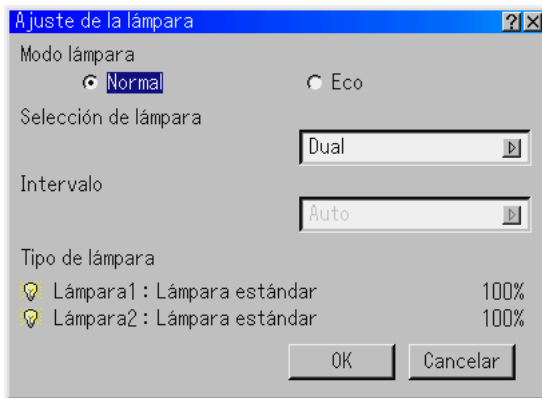 Ajuste de la lámpara
Modo lámpara
Normal Eco
Selección de lámpara
Dual
Intervalo
Auto
Tipo de lámpara
Lámpara1 : Lámpara estándar 100%
Lámpara2 : Lámpara estándar 100%
OK Cancelar